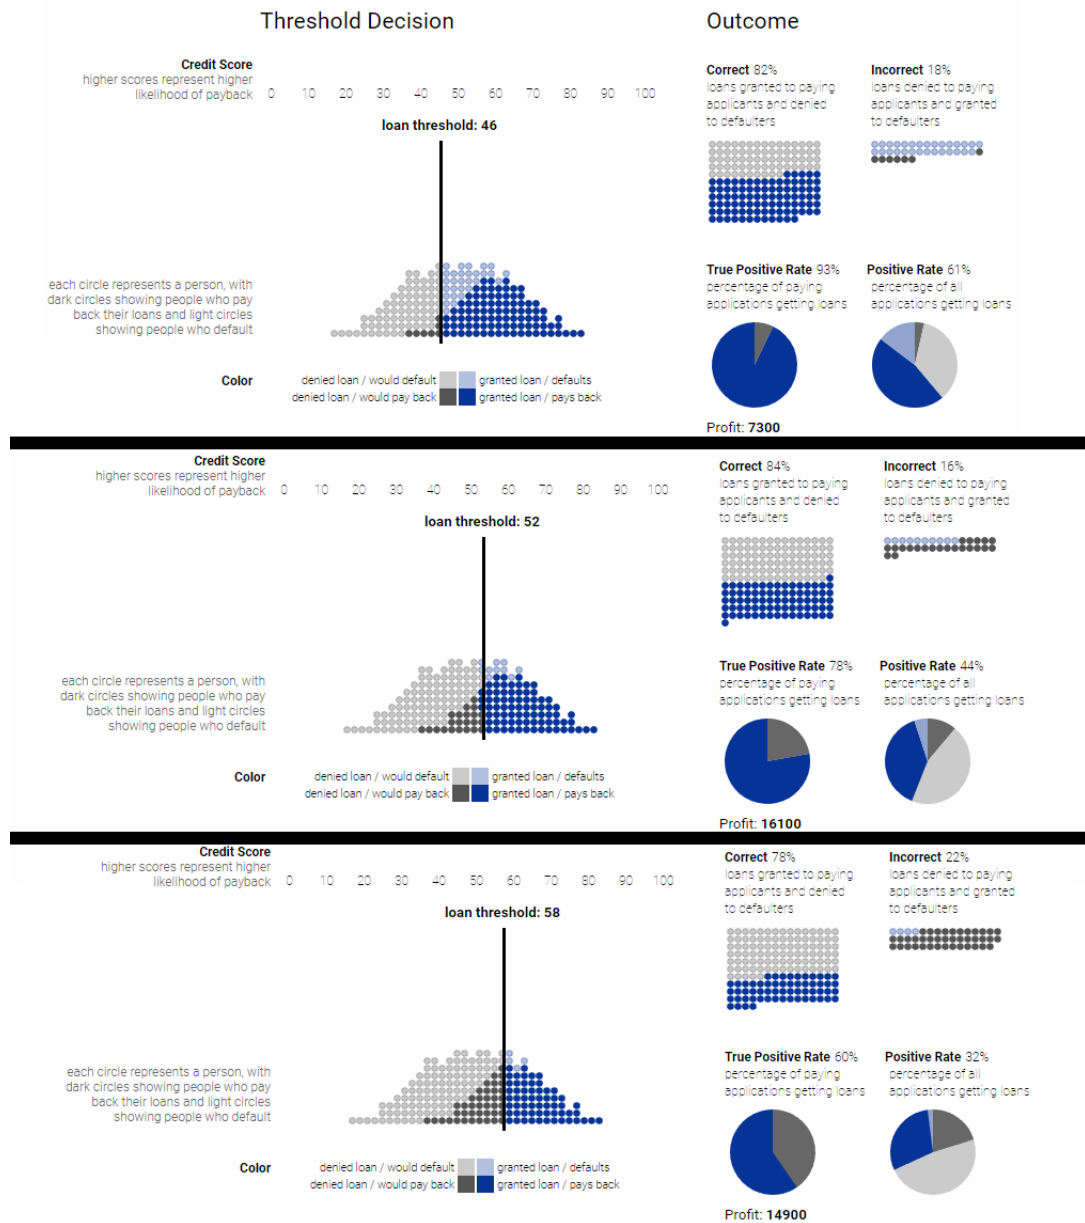 Threshold Decision
Outcome
Credit Score
higher scores represent higher
likelihood of payback
0 10 20 30 40 50 60 70 80 90 100
loan threshold: 46
each circle represents a person, with
dark circles showing people who pay
back their loans and light circles
showing people who default
Color
denied loan / would default
granted loan / defaults
denied loan / would pay back
granted loan / pays back
Correct 82%
loans granted to paying
applicants and denied
to defaulters
Incorrect 18%
loans denied to paying
applicants and granted
to defaulters
True Positive Rate 93%
percentage of paying
applications getting loans
Positive Rate 61%
percentage of all
applications getting loans
Profit: 7300
Credit Score
higher scores represent higher
likelihood of payback
0 10 20 30 40 50 60 70 80 90 100
loan threshold: 52
each circle represents a person, with
dark circles showing people who pay
back their loans and light circles
showing people who default
Color
denied loan / would default
granted loan / defaults
denied loan / would pay back
granted loan / pays back
Correct 84%
loans granted to paying
applicants and denied
to defaulters
Incorrect 16%
loans denied to paying
applicants and granted
to defaulters
True Positive Rate 78%
percentage of paying
applications getting loans
Positive Rate 44%
percentage of all
applications getting loans
Profit: 16100
Credit Score
higher scores represent higher
likelihood of payback
0 10 20 30 40 50 60 70 80 90 100
loan threshold: 58
each circle represents a person, with
dark circles showing people who pay
back their loans and light circles
showing people who default
Color
denied loan / would default
granted loan / defaults
denied loan / would pay back
granted loan / pays back
Correct 78%
loans granted to paying
applicants and denied
to defaulters
Incorrect 22%
loans denied to paying
applicants and granted
to defaulters
True Positive Rate 60%
percentage of paying
applications getting loans
Positive Rate 32%
percentage of all
applications getting loans
Profit: 14900